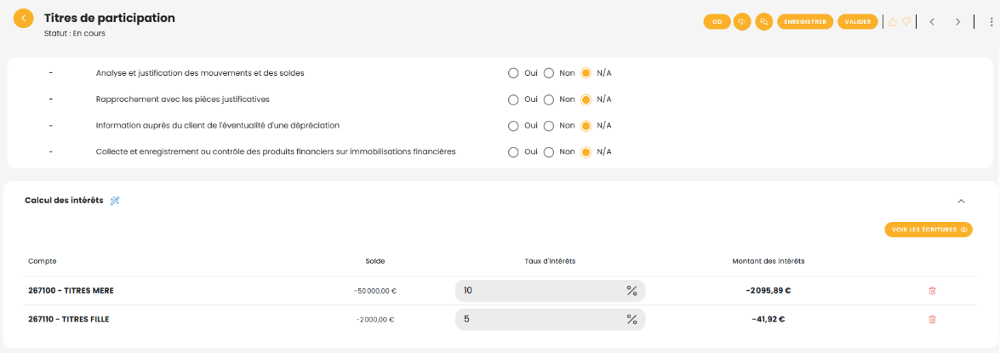 Titres de participation
Statut : En cours
OD ENREGISTRER VALIDER
- Analyse et justification des mouvements et des soldes Oui Non N/A
- Rapprochement avec les pièces justificatives Oui Non N/A
- Information auprès du client de l'éventualité d'une dépréciation Oui Non N/A
- Collecte et enregistrement ou contrôle des produits financiers sur immobilisations financières Oui Non N/A
Calcul des intérêts
VOIR LES ÉCRITURES
Compte Solde Taux d'intérêts Montant des intérêts
267100 - TITRES MERE -50 000,00 € 10 % -2 095,89 €
267110 - TITRES FILLE -2 000,00 € 5 % -41,92 €